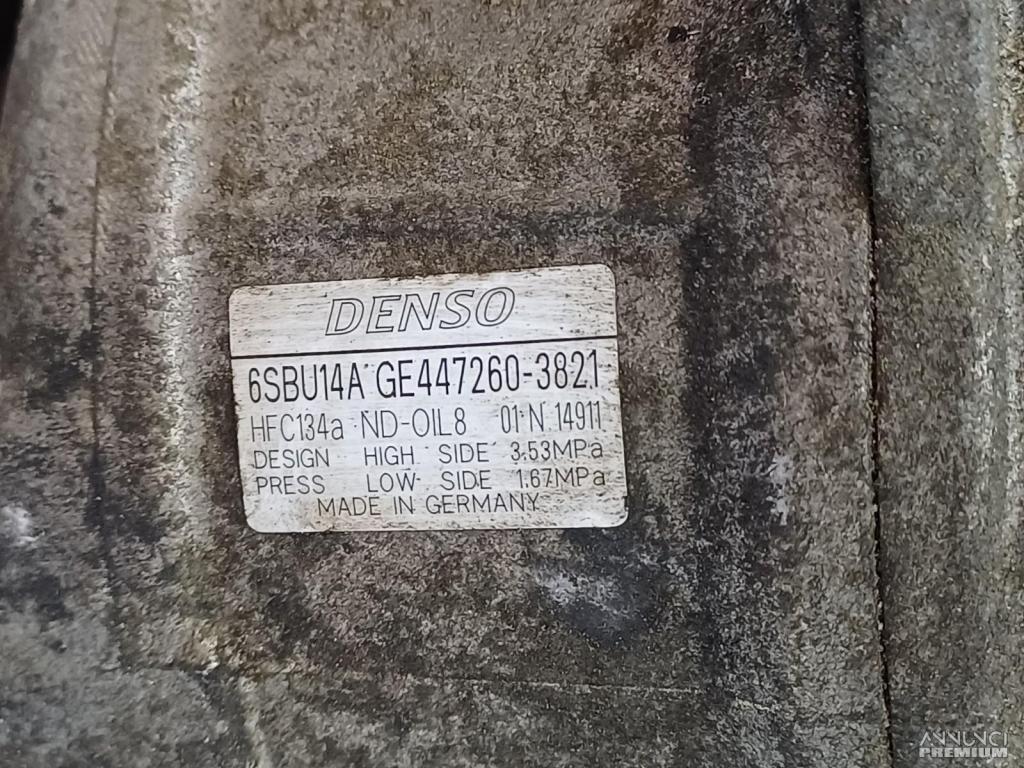 DENSO
6SBU14A GE447260-3821
HFC134a ND-OIL8 01 N 14911
DESIGN HIGH SIDE 3.53MPa
PRESS LOW SIDE 1.67MPa
MADE IN GERMANY
ANNUNCI
PREMIUM